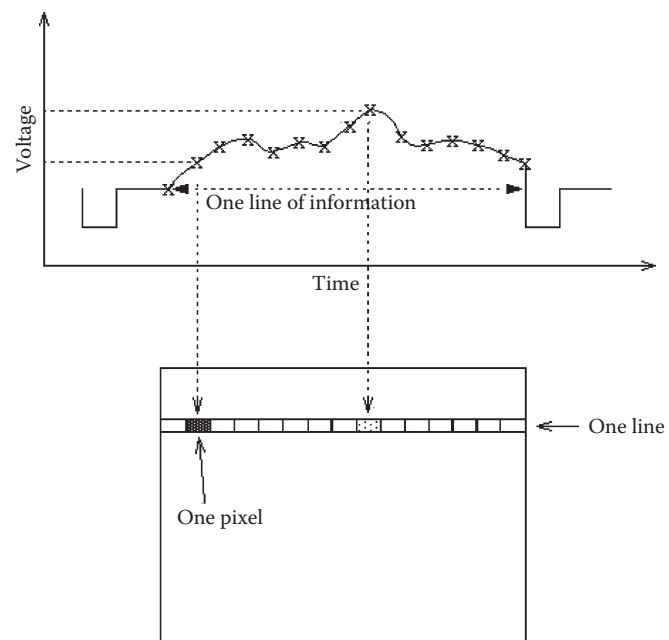 Voltage
One line of information
Time
One line
One pixel